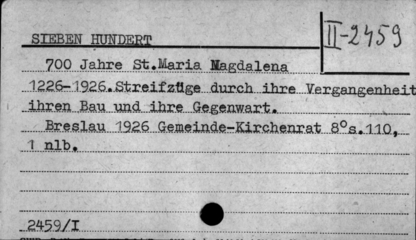 SIEBEN HUNDERT
II-2459
700 Jahre St.Maria Magdalena
1226-1926.Streifzüge durch ihre Vergangenheit
ihren Bau und ihre Gegenwart.
Breslau 1926 Gemeinde-Kirchenrat 8°s.110,
1 nlb.
2459/I